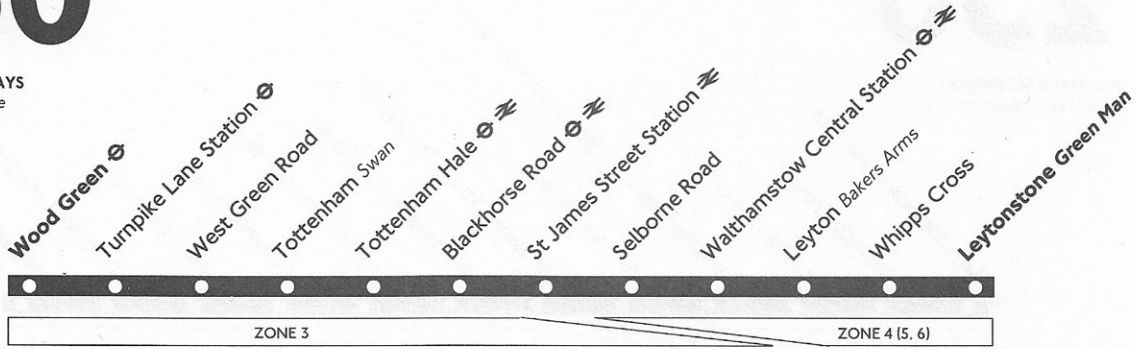 AYS
Wood Green
Turnpike Lane Station
West Green Road
Tottenham Swan
Tottenham Hale
Blackhorse Road
St James Street Station
Selborne Road
Walthamstow Central Station
Leyton Bakers Arms
Whipps Cross
Leytonstone Green Man
ZONE 3
ZONE 4 (5, 6)